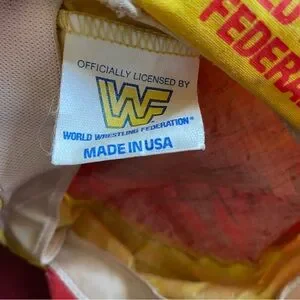 OFFICIALLY LICENSED BY
WF
WORLD WRESTLING FEDERATION®
MADE IN USA
FEDERA